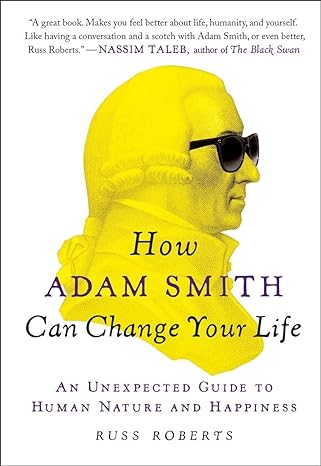 "A great book. Makes you feel better about life, humanity, and yourself.
Like having a conversation and a scotch with Adam Smith, or even better,
Russ Roberts."—NASSIM TALEB, author of The Black Swan
How
ADAM SMITH
Can Change Your Life
AN UNEXPECTED GUIDE TO
HUMAN NATURE AND HAPPINESS
RUSS ROBERTS